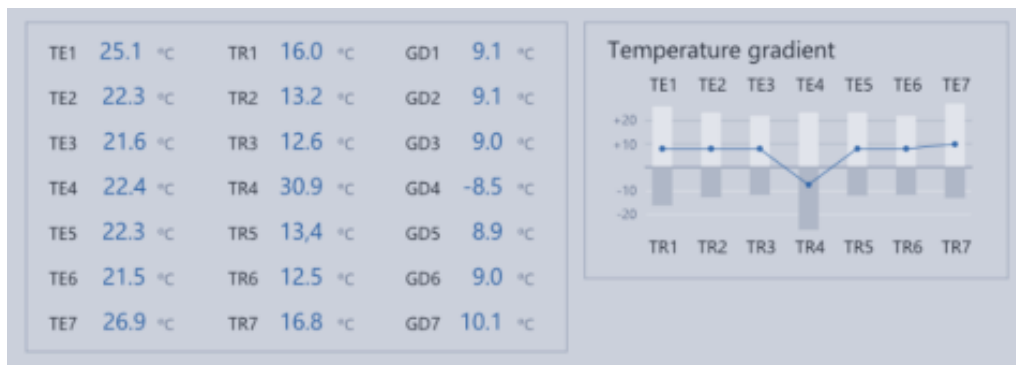 TE1 25.1 °C TR1 16.0 °C GD1 9.1 °C
TE2 22.3 °C TR2 13.2 °C GD2 9.1 °C
TE3 21.6 °C TR3 12.6 °C GD3 9.0 °C
TE4 22.4 °C TR4 30.9 °C GD4 -8.5 °C
TE5 22.3 °C TR5 13,4 °C GD5 8.9 °C
TE6 21.5 °C TR6 12.5 °C GD6 9.0 °C
TE7 26.9 °C TR7 16.8 °C GD7 10.1 °C
Temperature gradient
TE1 TE2 TE3 TE4 TE5 TE6 TE7
+20
+10
-10
-20
TR1 TR2 TR3 TR4 TR5 TR6 TR7